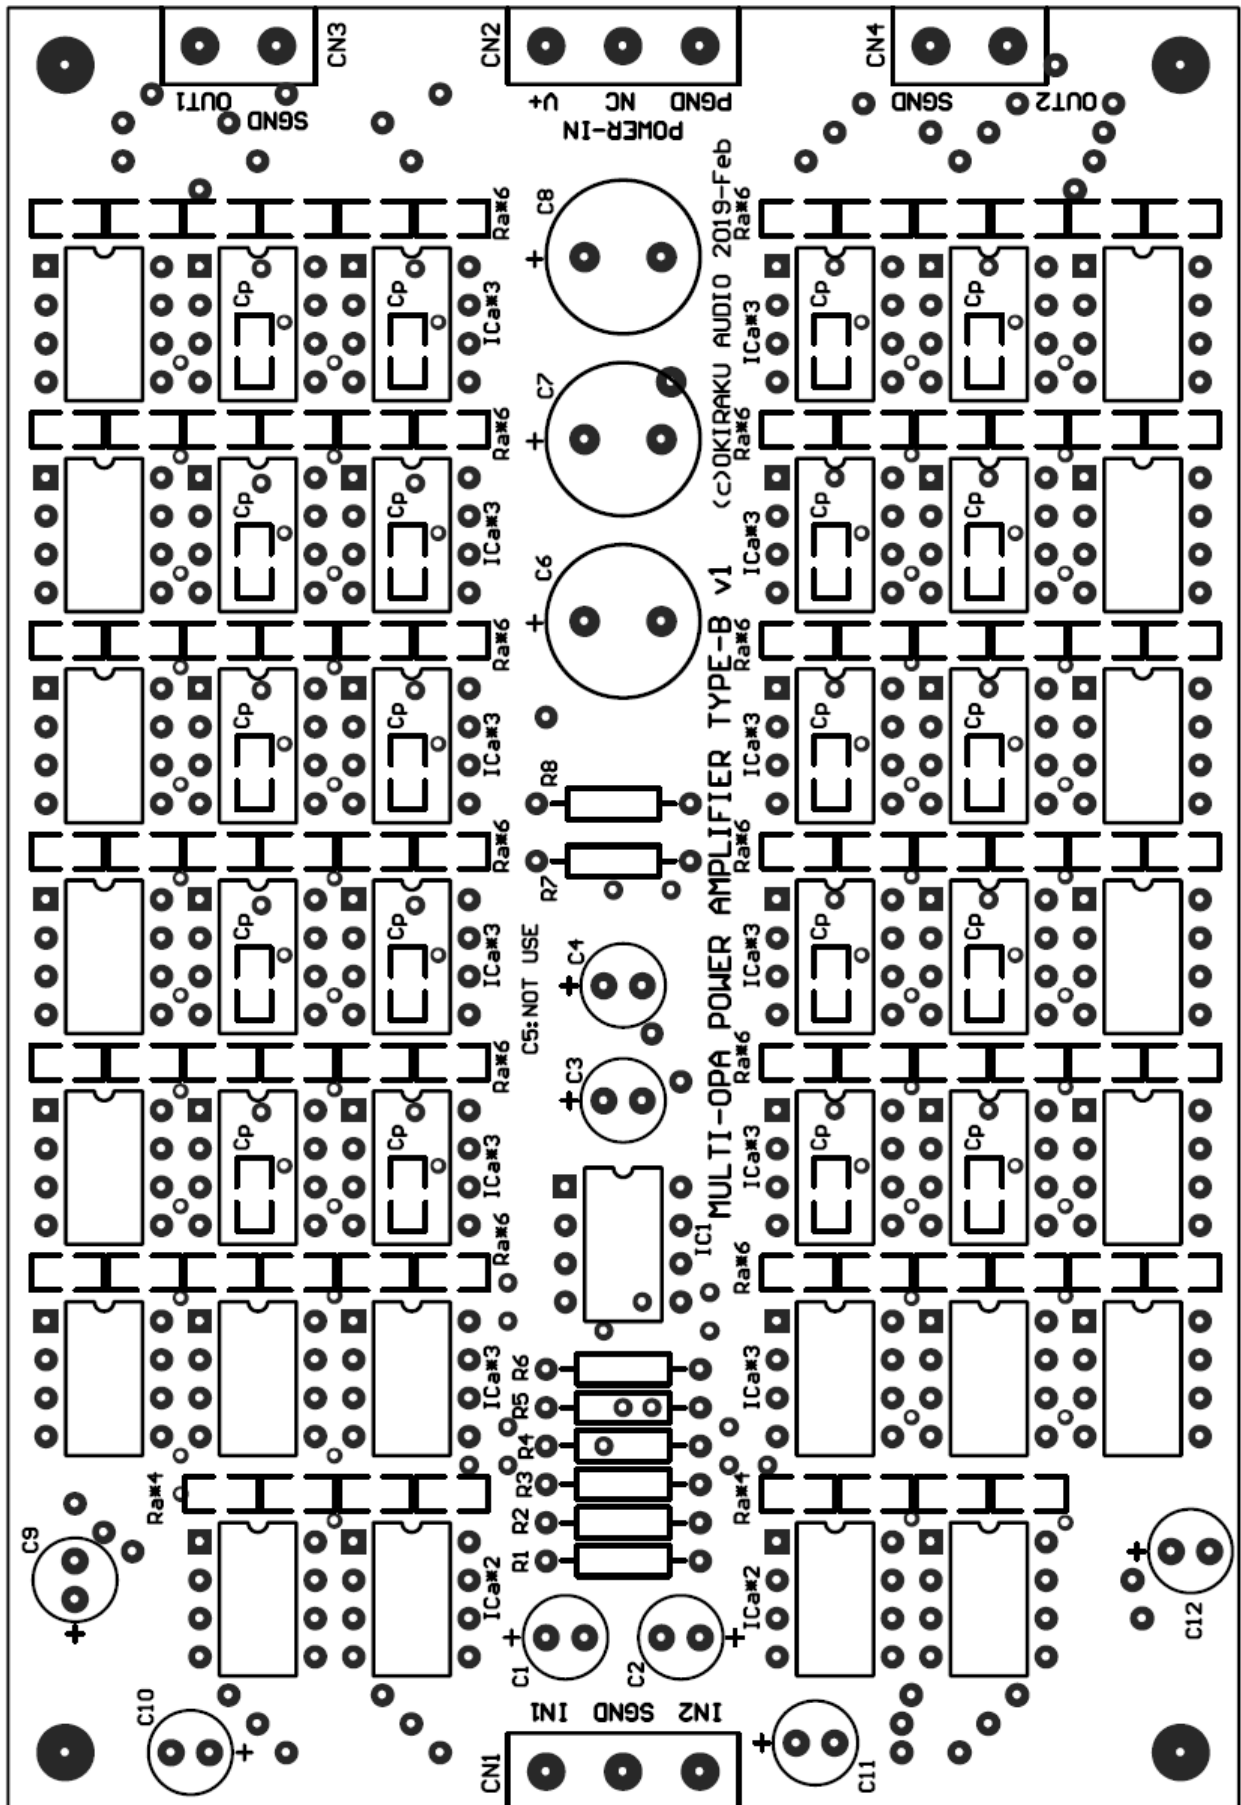 CN3
CN2
CN4
OUT1
SGND
V+
NC
PGND
POWER-IN
SGND
OUT2
Ra*6
C8
+
(c)OKIRAKU AUDIO 2019-Feb
Ra*6
Cp
Cp
ICa*3
ICa*3
Cp
Cp
Ra*6
C7
+
Ra*6
Cp
Cp
ICa*3
ICa*3
Cp
Cp
C6
+
MULTI-OPA POWER AMPLIFIER TYPE-B v1
Ra*6
Ra*6
Cp
Cp
ICa*3
ICa*3
Cp
Cp
R8
Ra*6
R7
Ra*6
Cp
Cp
ICa*3
C5:NOT USE
C4
+
ICa*3
Cp
Cp
Ra*6
C3
+
Ra*6
Cp
Cp
ICa*3
ICa*3
Cp
Cp
Ra*6
IC1
Ra*6
ICa*3
R6
R5
R4
R3
R2
R1
ICa*3
Ra*4
Ra*4
C9
+
ICa*2
ICa*2
+
C12
+
C1
C2
+
C10
+
IN1
SGND
IN2
+
C11
CN1